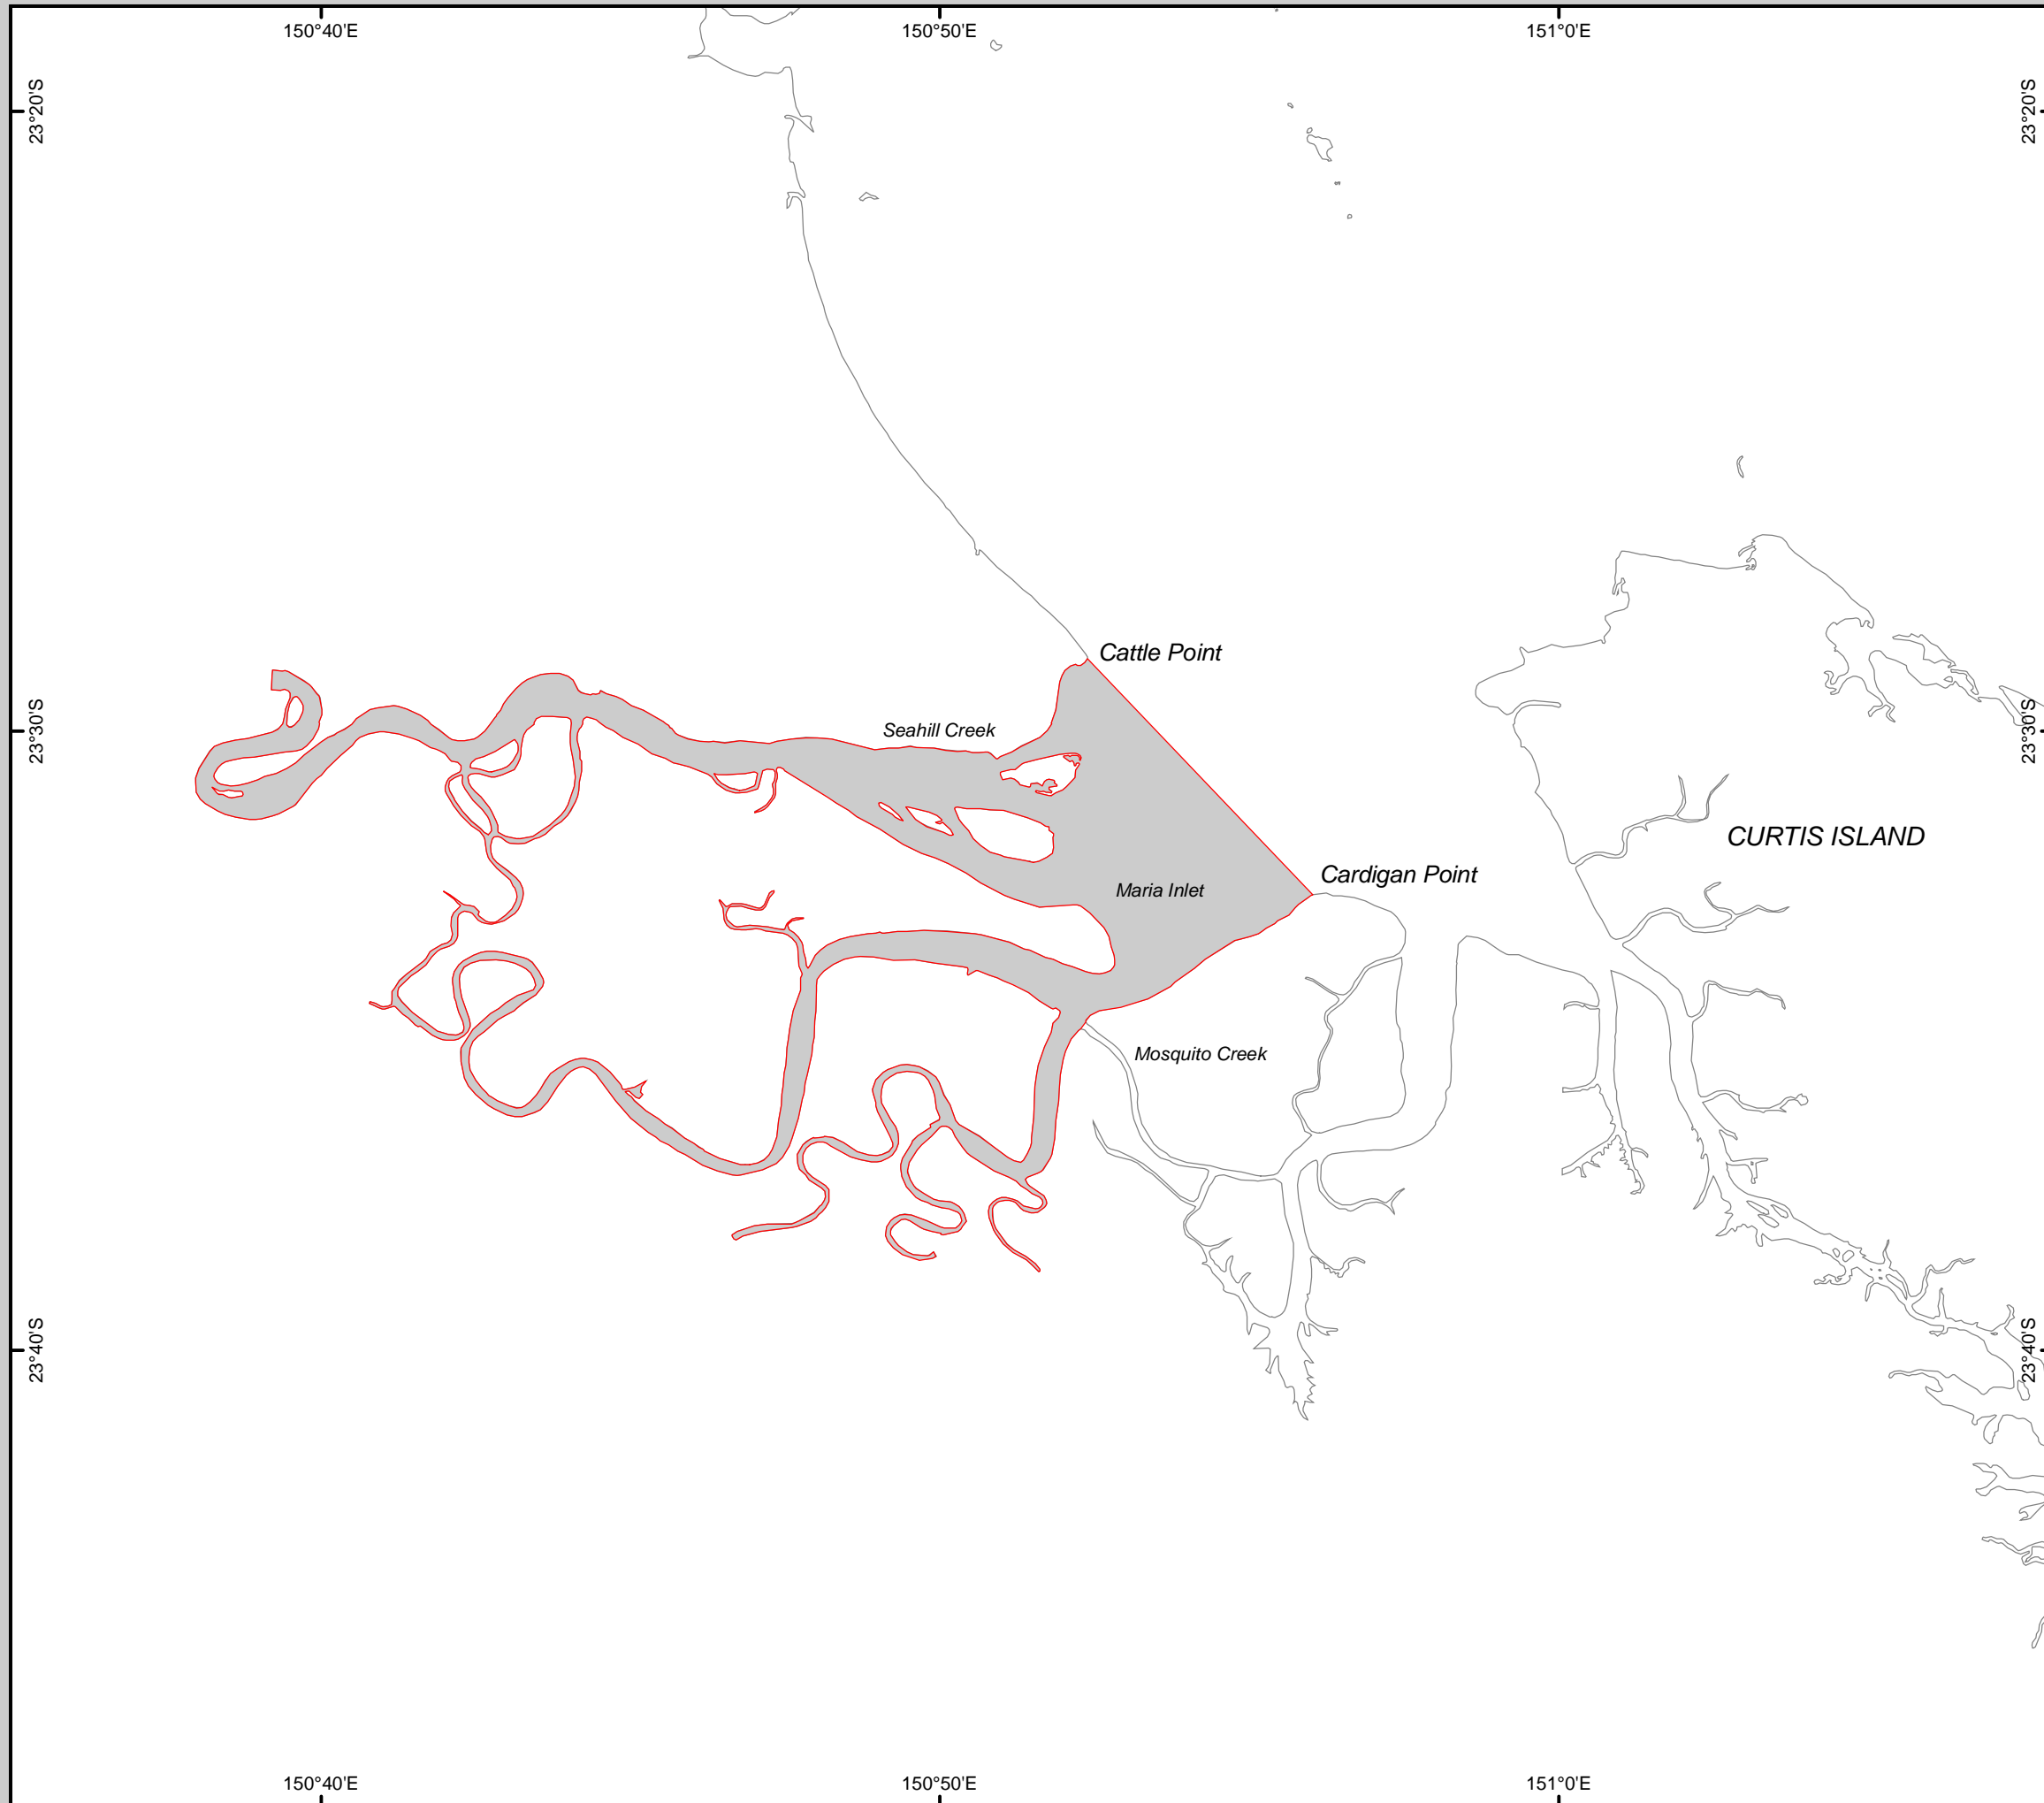 150°40'E
150°50'E
151°0'E
23°20'S
23°20'S
Cattle Point
23°30'S
Seahill Creek
23°30'S
CURTIS ISLAND
Cardigan Point
Maria Inlet
Mosquito Creek
23°40'S
23°40'S
150°40'E
150°50'E
151°0'E